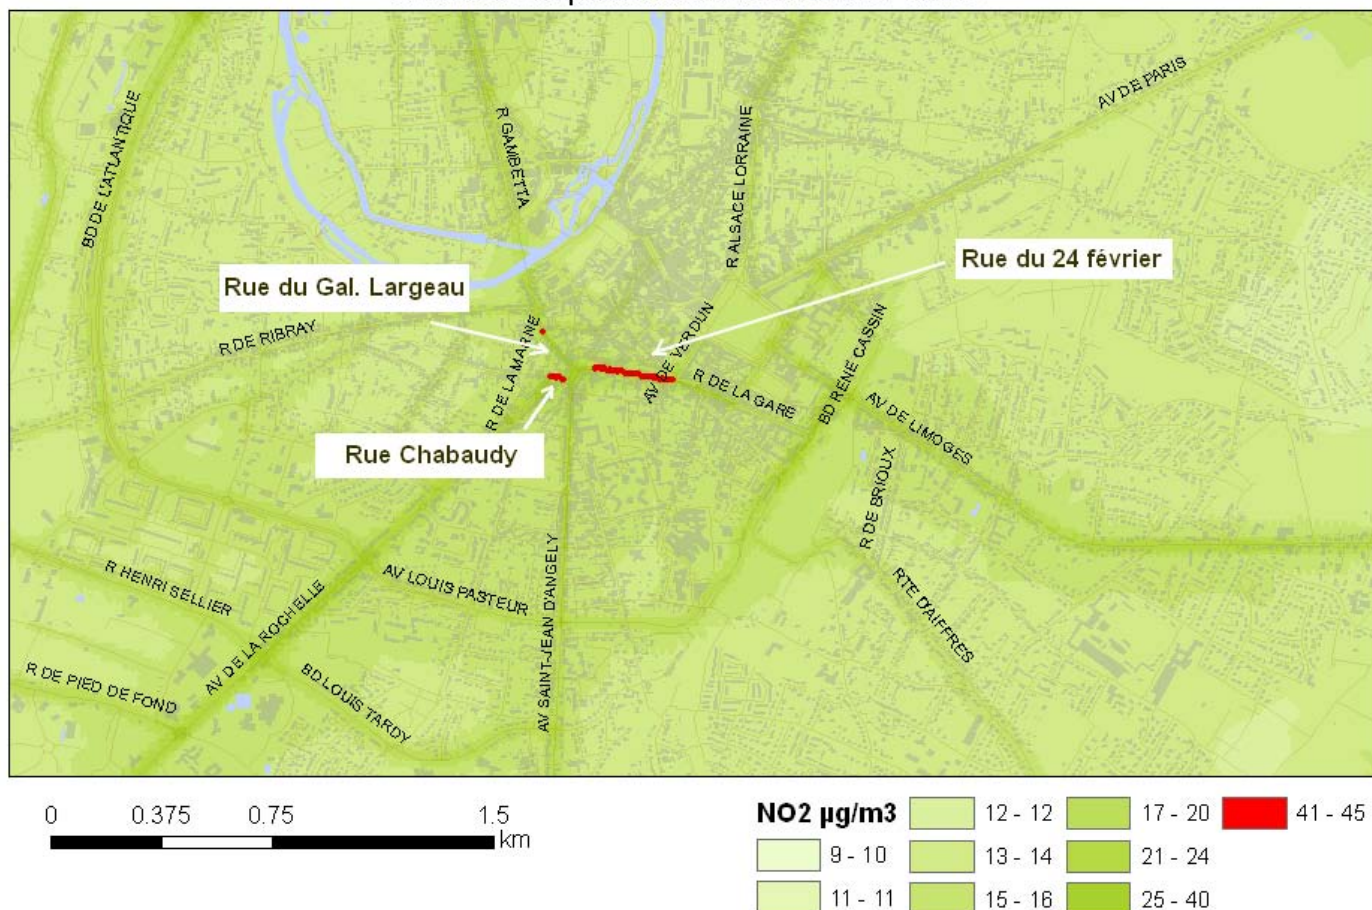 AV DE PARIS
BD DE L'ATLANTIQUE
R GAMBETTA
R ALSACE LORRAINE
Rue du 24 février
Rue du Gal. Largeau
R DE RIBRAY
R DE LA MARNE
AV DE VERDUN
R DE LA GARE
BD RENE CASSIN
AV DE LIMOGES
Rue Chabaudy
R DE BRIOUX
R HENRI SELLIER
AV LOUIS PASTEUR
AV SAINT-JEAN D'ANGELY
RTE D'AIFFRES
AV DE LA ROCHELLE
R DE PIED DE FOND
BD LOUIS TARDY
0 0.375 0.75 1.5
km
NO2 µg/m3 12 - 12 17 - 20 41 - 45
9 - 10 13 - 14 21 - 24
11 - 11 15 - 16 25 - 40